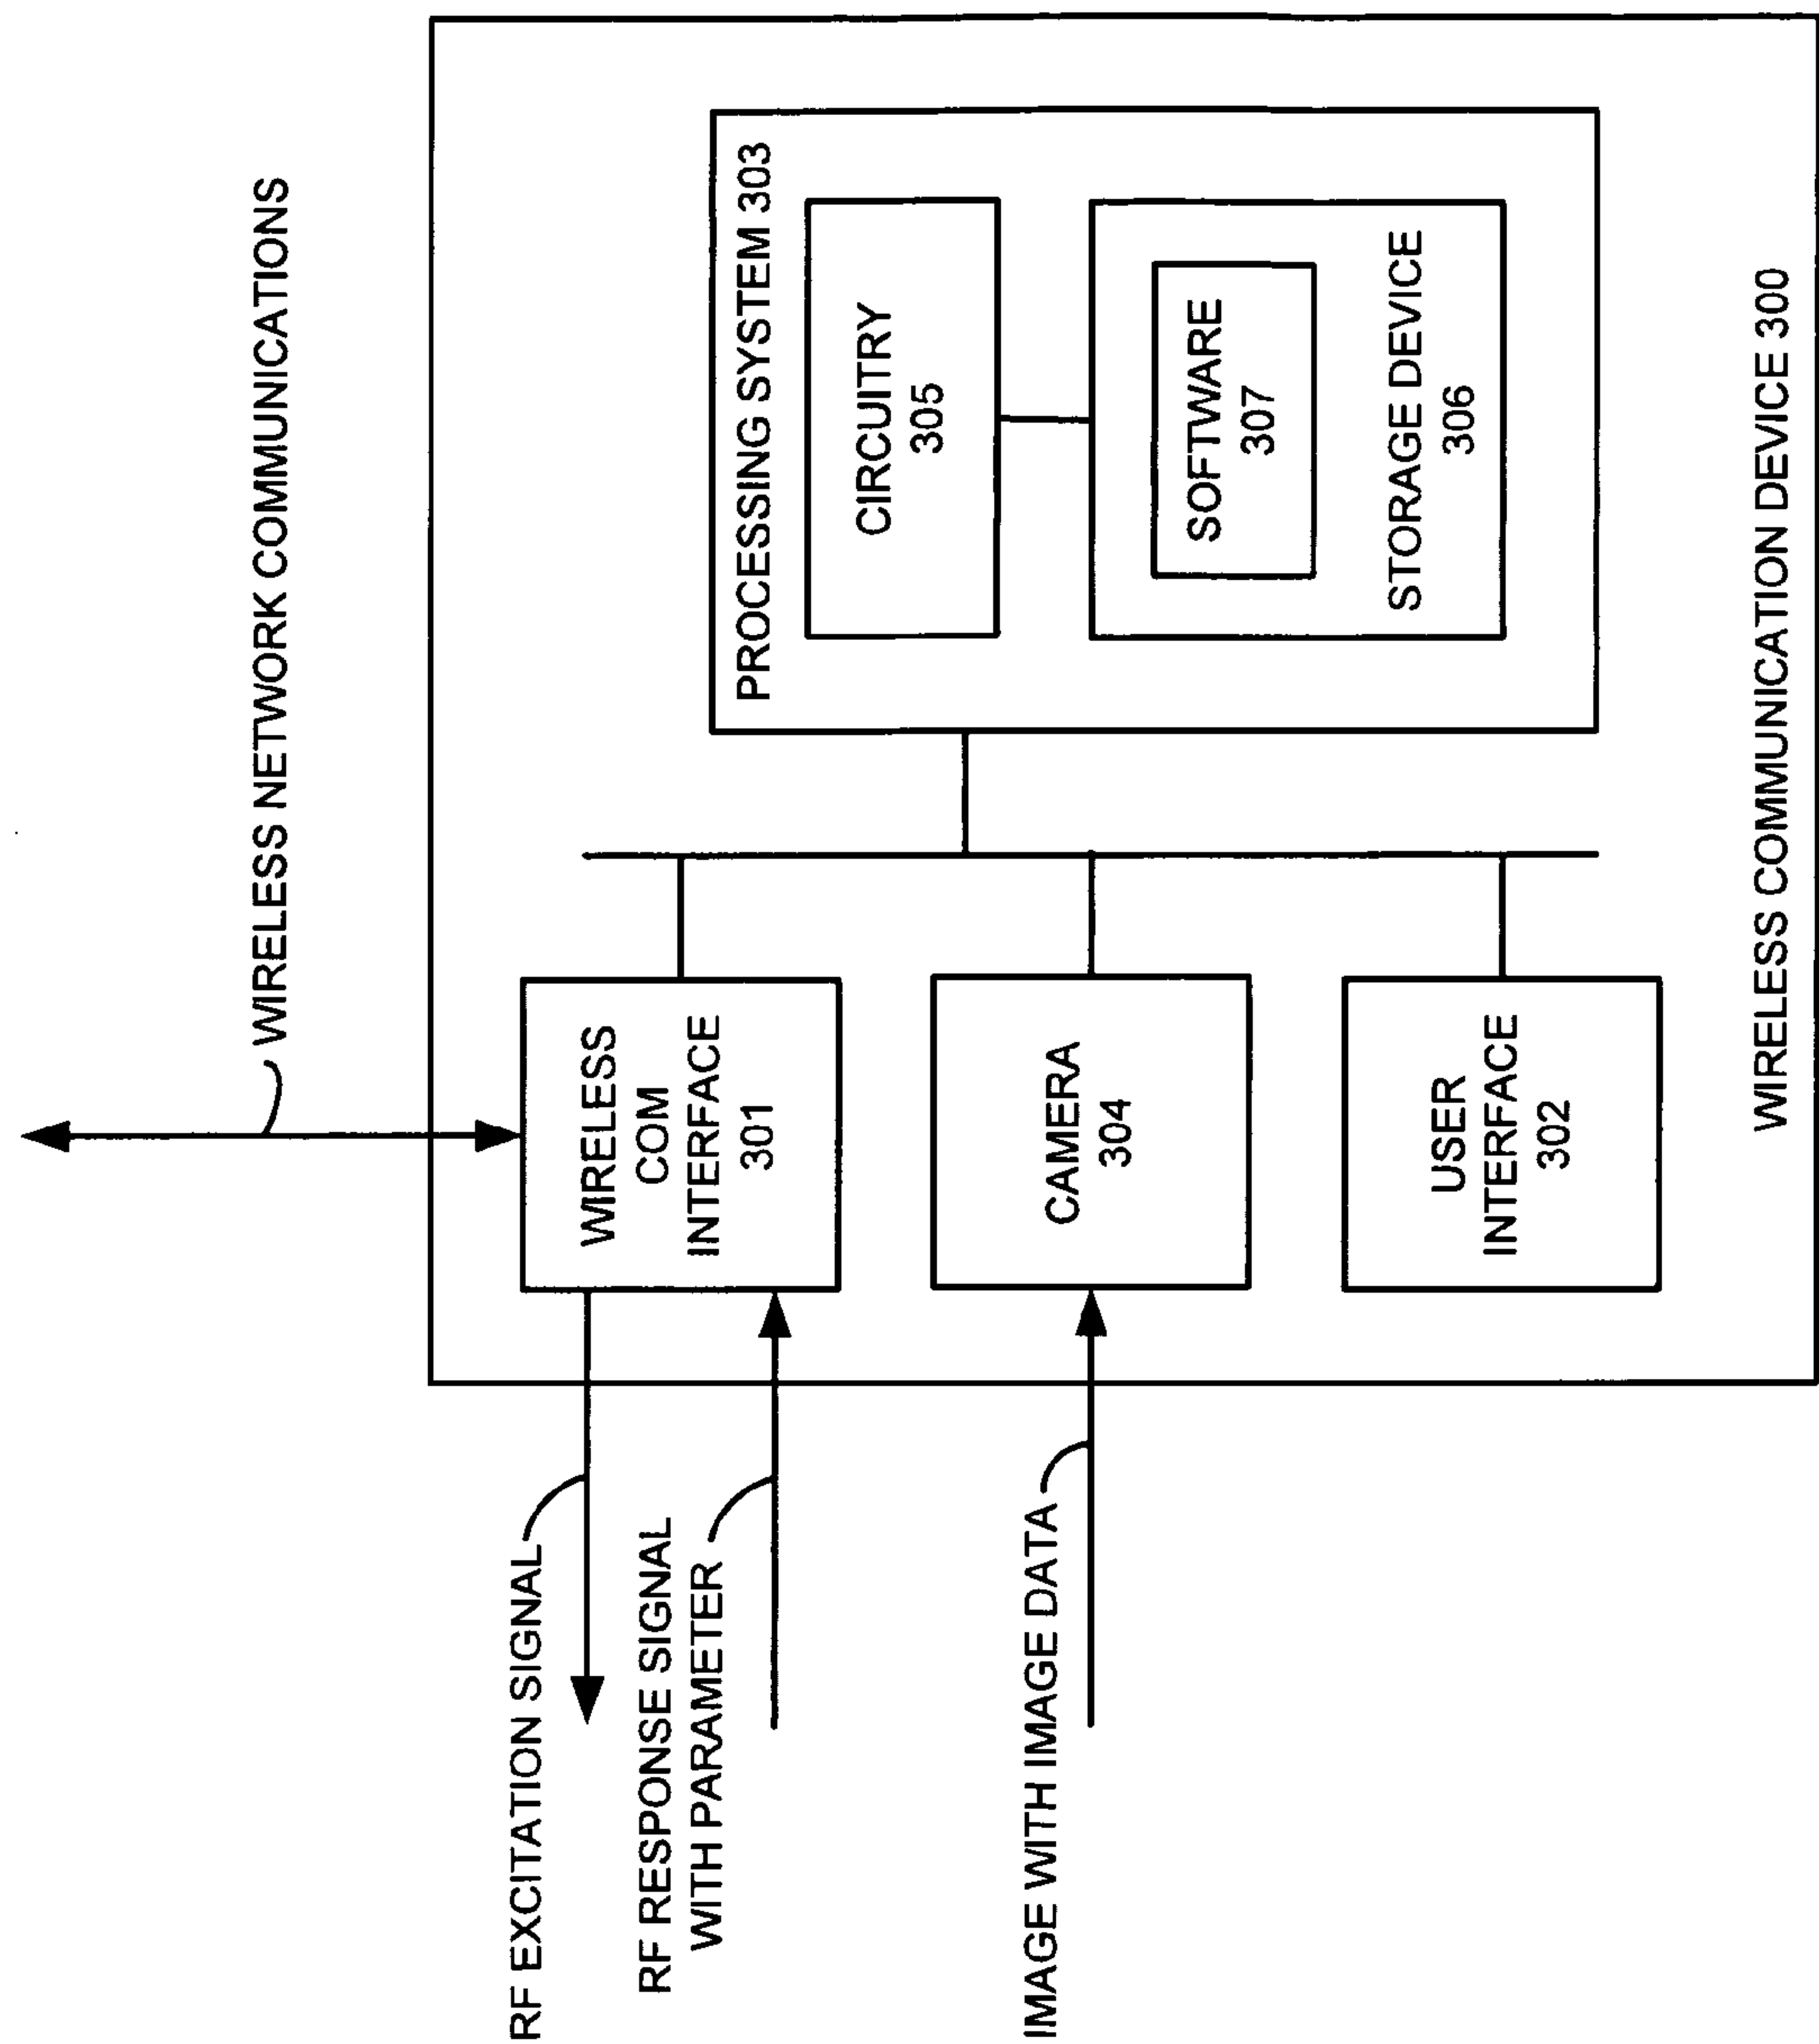 WIRELESS NETWORK COMMUNICATIONS
RF EXCITATION SIGNAL
RF RESPONSE SIGNAL
WITH PARAMETER
IMAGE WITH IMAGE DATA
WIRELESS
COM
INTERFACE
301
CAMERA
304
USER
INTERFACE
302
PROCESSING SYSTEM 303
CIRCUITRY
305
SOFTWARE
307
STORAGE DEVICE
306
WIRELESS COMMUNICATION DEVICE 300